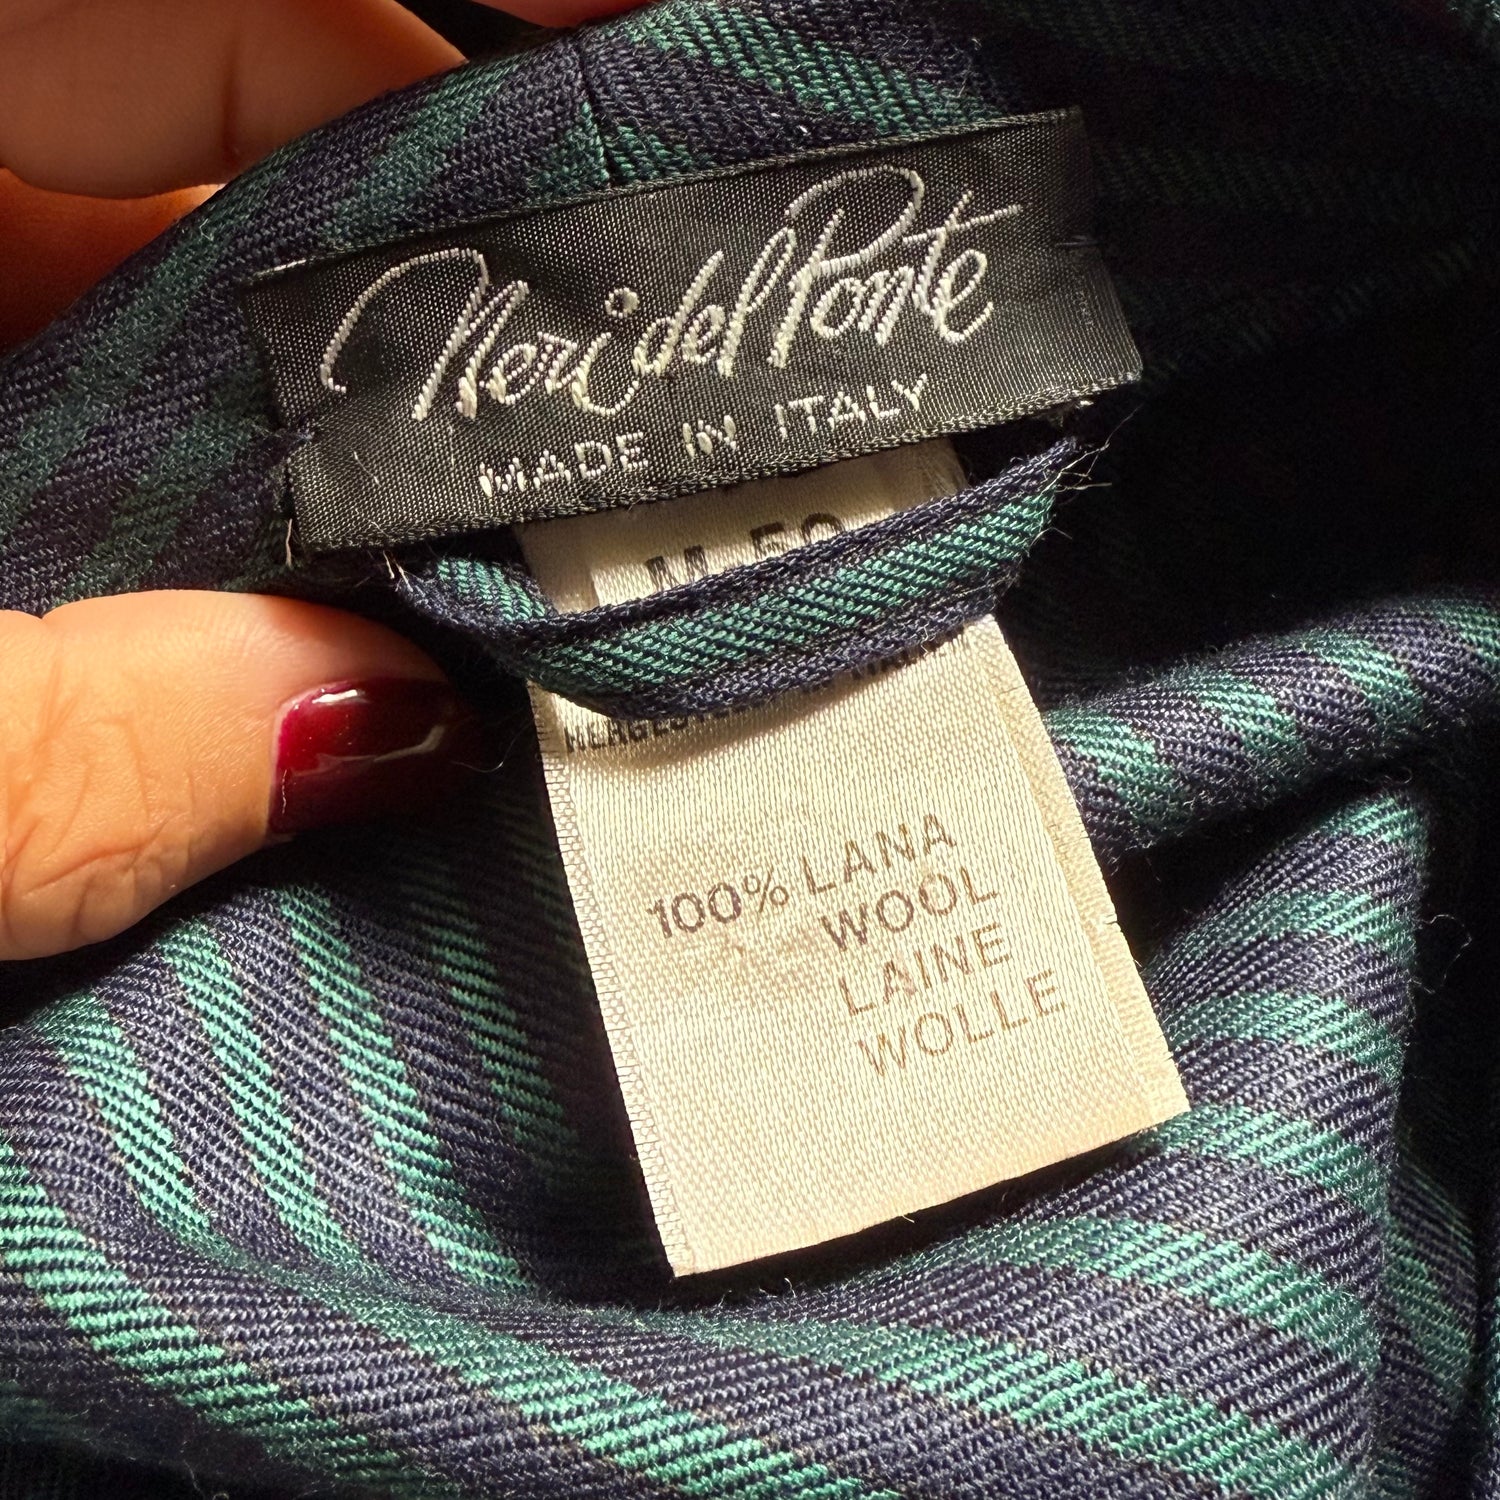 Neri del Ponte
MADE IN ITALY
100% LANA
WOOL
LAINE
WOLLE